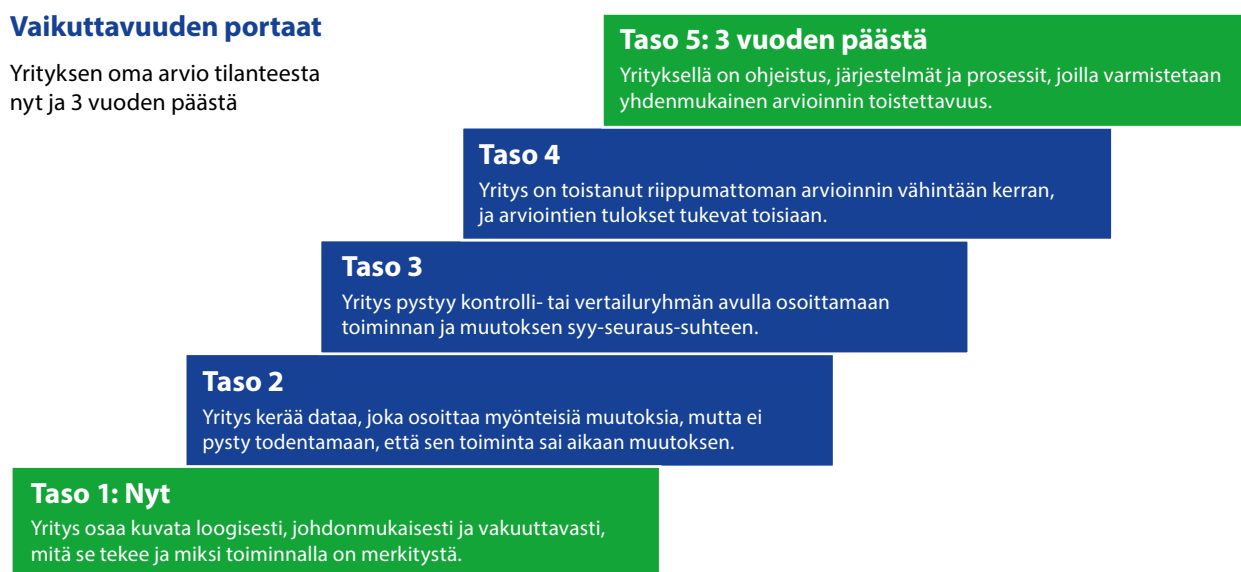 Vaikuttavuuden portaat
Yrityksen oma arvio tilanteesta
nyt ja 3 vuoden päästä
Taso 5: 3 vuoden päästä
Yrityksellä on ohjeistus, järjestelmät ja prosessit, joilla varmistetaan
yhdenmukainen arvioinnin toistettavuus.
Taso 4
Yritys on toistanut riippumattoman arvioinnin vähintään kerran,
ja arviointien tulokset tukevat toisiaan.
Taso 3
Yritys pystyy kontrolli- tai vertailuryhmän avulla osoittamaan
toiminnan ja muutoksen syy-seuraus-suhteen.
Taso 2
Yritys kerää dataa, joka osoittaa myönteisiä muutoksia, mutta ei
pysty todentamaan, että sen toiminta sai aikaan muutoksen.
Taso 1: Nyt
Yritys osaa kuvata loogisesti, johdonmukaisesti ja vakuuttavasti,
mitä se tekee ja miksi toiminnalla on merkitystä.